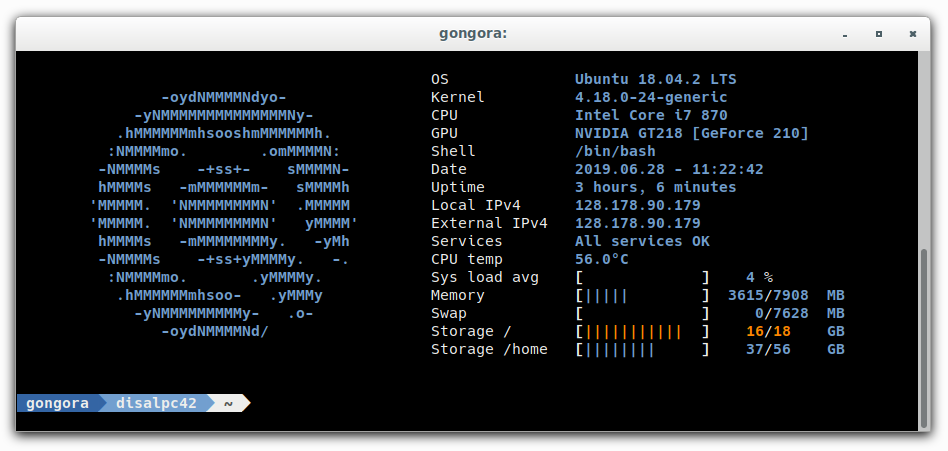 gongora:
OS Ubuntu 18.04.2 LTS
-oydNMMMMNdyo- Kernel 4.18.0-24-generic
-yNMMMMMMMMMMMMMMNy- CPU Intel Core i7 870
.hMMMMMMmhsooshmMMMMMMh. GPU NVIDIA GT218 [GeForce 210]
:NMMMMmo. .omMMMMN: Shell /bin/bash
-NMMMMs -+ss+- sMMMMN- Date 2019.06.28 - 11:22:42
hMMMMs -mMMMMMMm- sMMMMh Uptime 3 hours, 6 minutes
'MMMMM. 'NMMMMMMMMN' .MMMMM Local IPv4 128.178.90.179
'MMMMM. 'NMMMMMMMMN' yMMMM' External IPv4 128.178.90.179
hMMMMs -mMMMMMMMMy. -yMh Services All services OK
-NMMMMs -+ss+yMMMMy. -. CPU temp 56.0°C
:NMMMMmo. .yMMMMy. Sys load avg [ ] 4 %
.hMMMMMMmhsoo- .yMMMy Memory [|||||  ] 3615/7908 MB
-yNMMMMMMMMMy- .o- Swap [ ] 0/7628 MB
-oydNMMMMNd/ Storage / [||||||||||| ] 16/18 GB
Storage /home [|||||||| ] 37/56 GB
gongora disalpc42 ~